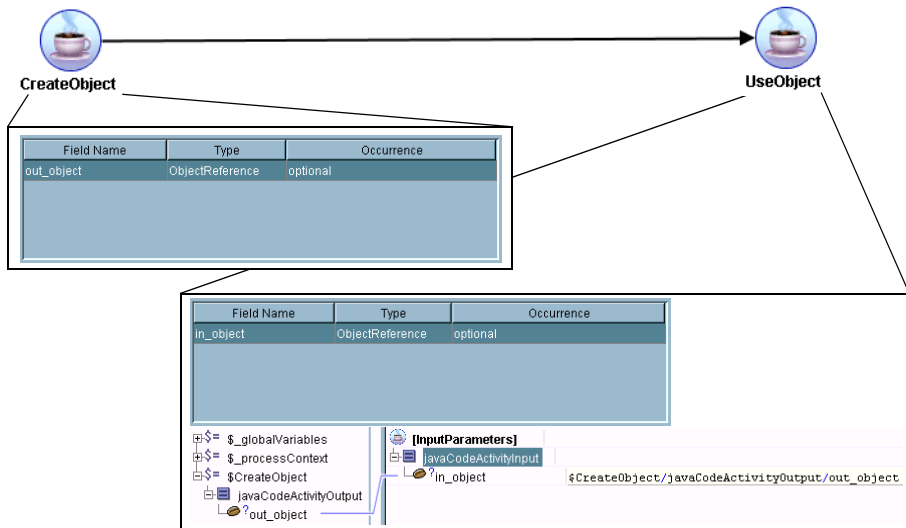 CreateObject
UseObject
Field Name Type Occurrence
out_object ObjectReference optional
Field Name Type Occurrence
in_object ObjectReference optional
$= $_globalVariables
$= $_processContext
$= $CreateObject
javaCodeActivityOutput
?out_object
[InputParameters]
javaCodeActivityInput
?in_object $CreateObject/javaCodeActivityOutput/out_object